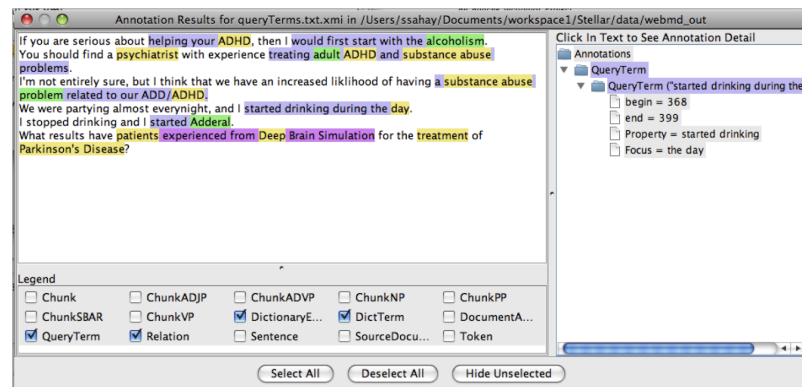 Annotation Results for queryTerms.txt.xmi in /Users/ssahay/Documents/workspace1/Stellar/data/webmd_out
If you are serious about helping your ADHD, then I would first start with the alcoholism.
You should find a psychiatrist with experience treating adult ADHD and substance abuse
problems.
I'm not entirely sure, but I think that we have an increased liklihood of having a substance abuse
problem related to our ADD/ADHD.
We were partying almost everynight, and I started drinking during the day.
I stopped drinking and I started Adderal.
What results have patients experienced from Deep Brain Simulation for the treatment of
Parkinson's Disease?
Click In Text to See Annotation Detail
Annotations
QueryTerm
QueryTerm ("started drinking during the
begin = 368
end = 399
Property = started drinking
Focus = the day
Legend
Chunk ChunkADJP ChunkADVP ChunkNP ChunkPP
ChunkSBAR ChunkVP DictionaryE... DictTerm DocumentA...
QueryTerm Relation Sentence SourceDocu... Token
Select All Deselect All Hide Unselected